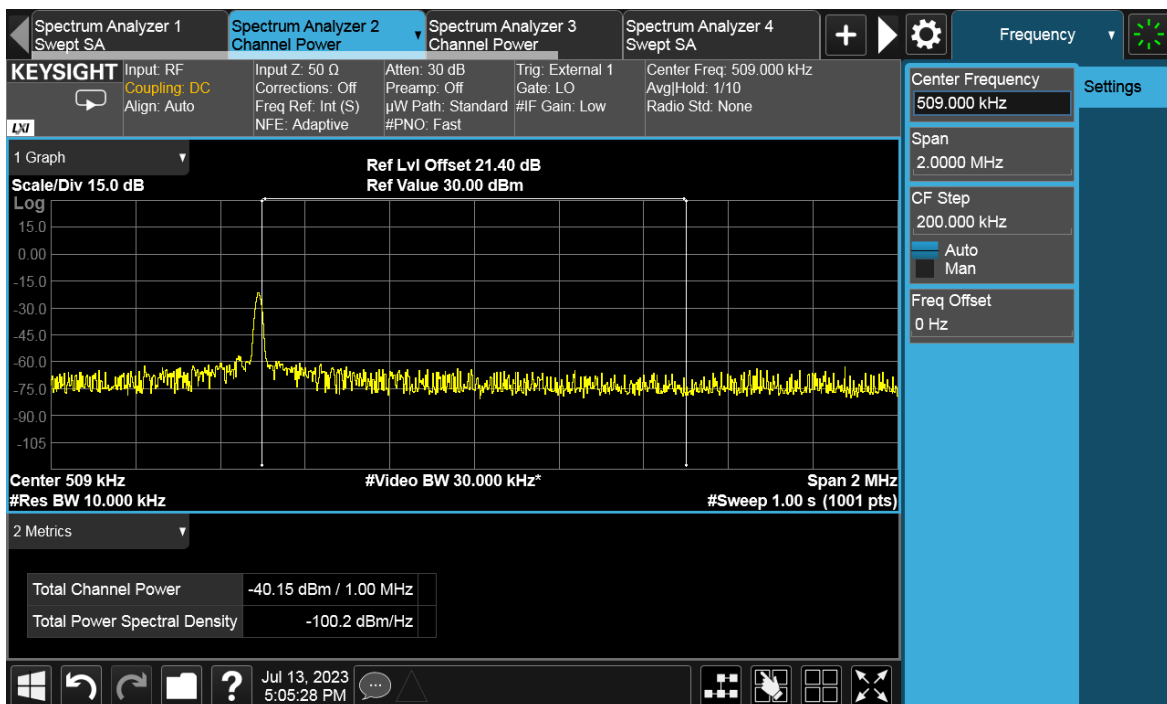 Spectrum Analyzer 1
Swept SA
Spectrum Analyzer 2
Channel Power
Spectrum Analyzer 3
Channel Power
Spectrum Analyzer 4
Swept SA
+
Frequency
KEYSIGHT
LXI
Input: RF
Coupling: DC
Align: Auto
Input Z: 50 Ω
Corrections: Off
Freq Ref: Int (S)
NFE: Adaptive
Atten: 30 dB
Preamp: Off
µW Path: Standard
#PNO: Fast
Trig: External 1
Gate: LO
#IF Gain: Low
Center Freq: 509.000 kHz
Avg|Hold: 1/10
Radio Std: None
Center Frequency
509.000 kHz
Settings
Span
2.0000 MHz
CF Step
200.000 kHz
Auto
Man
Freq Offset
0 Hz
1 Graph
Scale/Div 15.0 dB
Ref Lvl Offset 21.40 dB
Ref Value 30.00 dBm
Log
15.0
0.00
-15.0
-30.0
-45.0
-60.0
-75.0
-90.0
-105
Center 509 kHz
#Video BW 30.000 kHz*
Span 2 MHz
#Res BW 10.000 kHz
#Sweep 1.00 s (1001 pts)
2 Metrics
Total Channel Power -40.15 dBm / 1.00 MHz
Total Power Spectral Density -100.2 dBm/Hz
?
Jul 13, 2023
5:05:28 PM